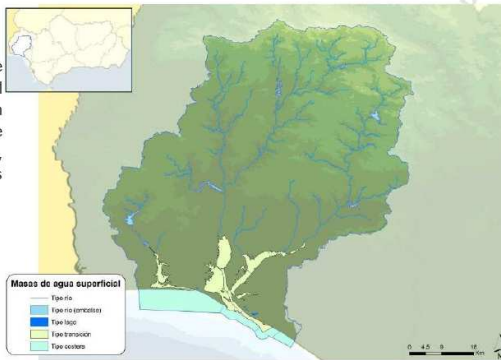 Masas de agua superficial
Tipo río
Tipo río (embalse)
Tipo lago
Tipo transición
Tipo costera
0 4.5 9 18
Km